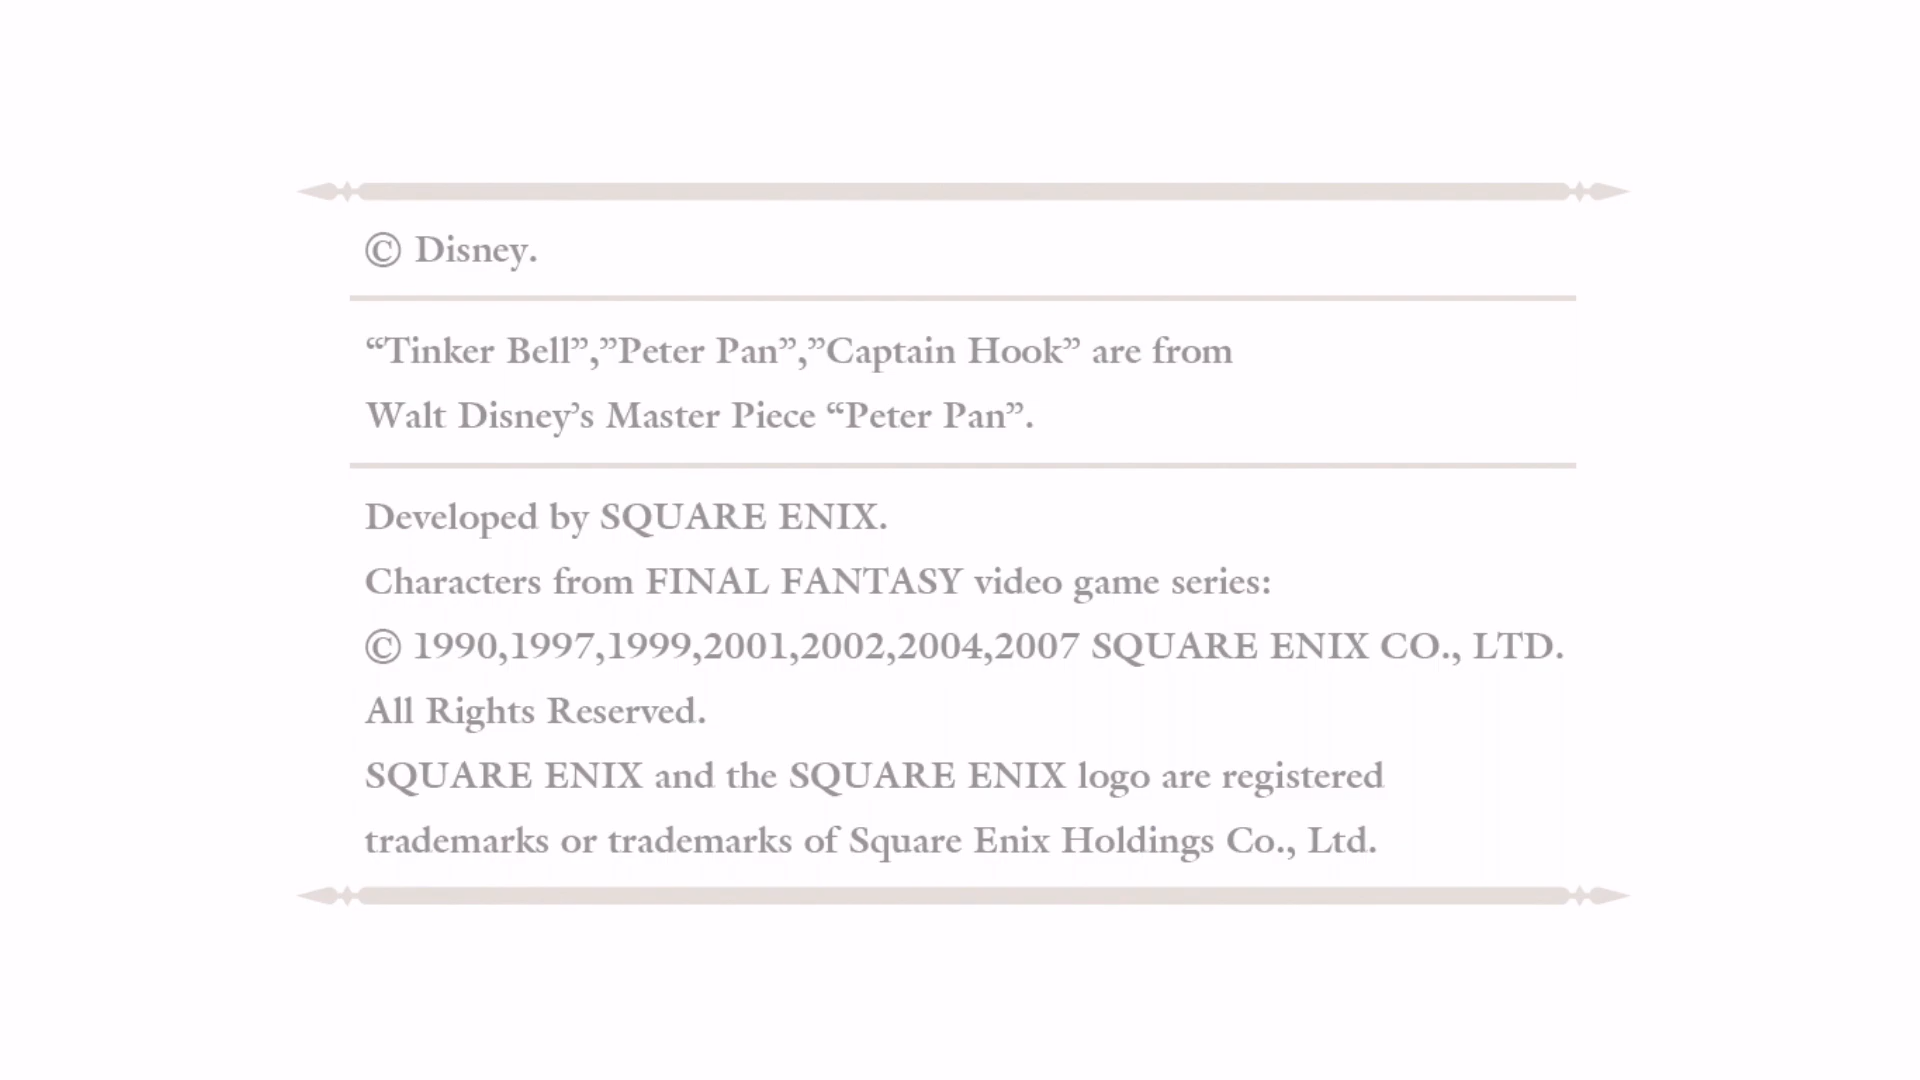 © Disney.
“Tinker Bell”,”Peter Pan”,”Captain Hook” are from
Walt Disney’s Master Piece “Peter Pan”.
Developed by SQUARE ENIX.
Characters from FINAL FANTASY video game series:
© 1990,1997,1999,2001,2002,2004,2007 SQUARE ENIX CO., LTD.
All Rights Reserved.
SQUARE ENIX and the SQUARE ENIX logo are registered
trademarks or trademarks of Square Enix Holdings Co., Ltd.